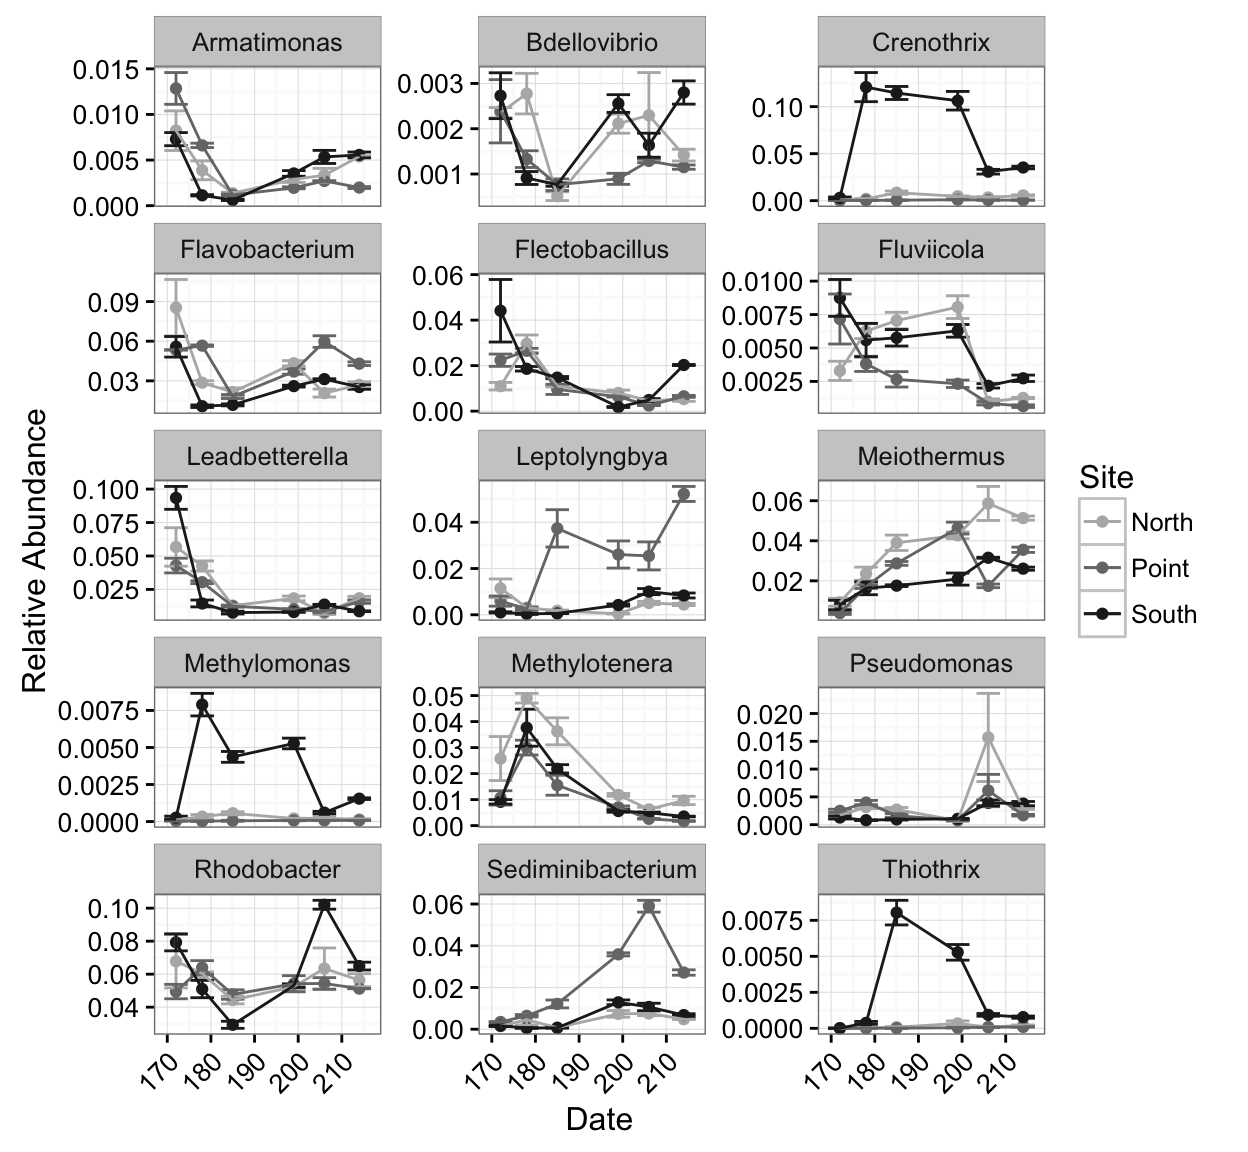 Armatimonas Bdellovibrio Crenothrix
0.015 0.010 0.005 0.000
0.003 0.002 0.001
0.10 0.05 0.00
Flavobacterium Flectobacillus Fluviicola
0.09 0.06 0.03
0.06 0.04 0.02 0.00
0.0100 0.0075 0.0050 0.0025
Leadbetterella Leptolyngbya Meiothermus
0.100 0.075 0.050 0.025
0.04 0.02 0.00
0.06 0.04 0.02
Methylomonas Methylotenera Pseudomonas
0.0075 0.0050 0.0025 0.0000
0.05 0.04 0.03 0.02 0.01 0.00
0.020 0.015 0.010 0.005 0.000
Rhodobacter Sediminibacterium Thiothrix
0.10 0.08 0.06 0.04
0.06 0.04 0.02 0.00
0.0075 0.0050 0.0025 0.0000
170 180 190 200 210
170 180 190 200 210
170 180 190 200 210
Date
Relative Abundance
Site
North
Point
South